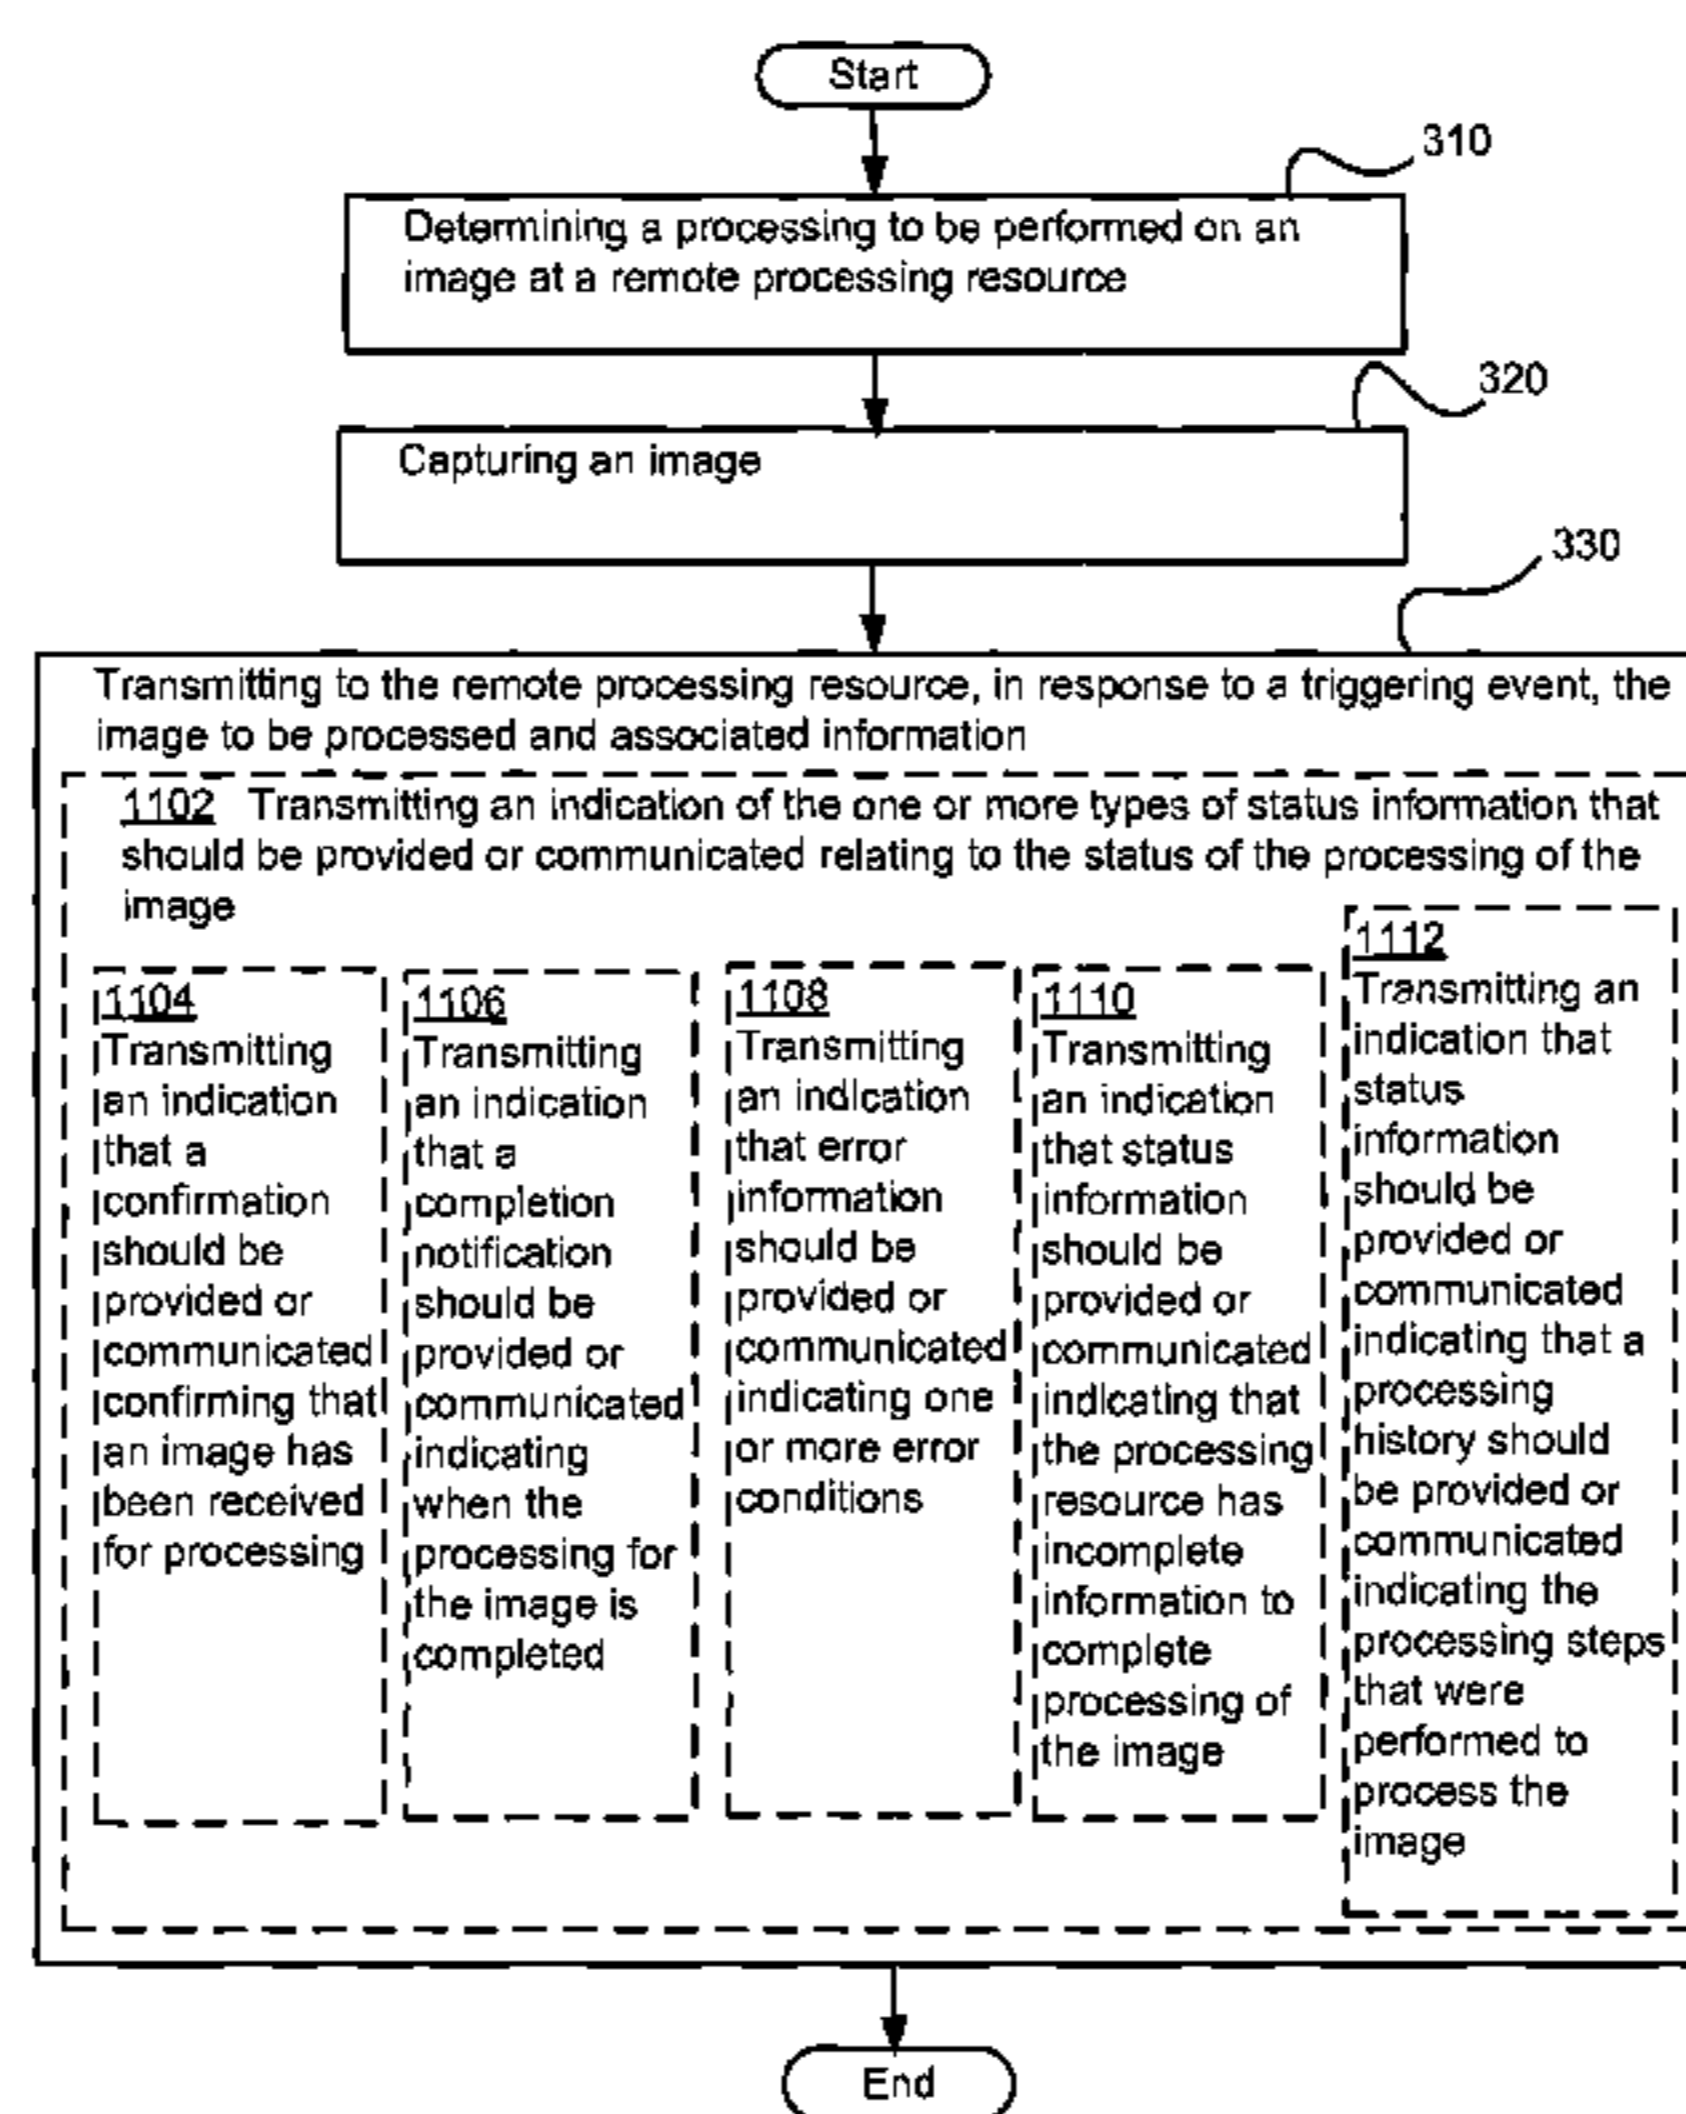 Start
310
Determining a processing to be performed on an
image at a remote processing resource
320
Capturing an image
330
Transmitting to the remote processing resource, in response to a triggering event, the
image to be processed and associated information
1102 Transmitting an indication of the one or more types of status information that
should be provided or communicated relating to the status of the processing of the
image
1104
Transmitting
an indication
that a
confirmation
should be
provided or
communicated
confirming that
an image has
been received
for processing
1106
Transmitting
an indication
that a
completion
notification
should be
provided or
communicated
indicating
when the
processing for
the image is
completed
1108
Transmitting
an indication
that error
information
should be
provided or
communicated
indicating one
or more error
conditions
1110
Transmitting
an indication
that status
information
should be
provided or
communicated
indicating that
the processing
resource has
incomplete
information to
complete
processing of
the image
1112
Transmitting an
indication that
status
information
should be
provided or
communicated
indicating that a
processing
history should
be provided or
communicated
indicating the
processing steps
that were
performed to
process the
image
End